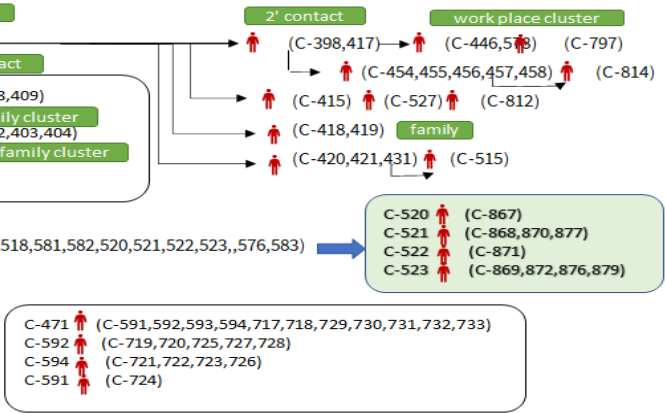 2' contact
work place cluster
(C-398,417)
(C-446,573)
(C-797)
act
(C-454,455,456,457,458)
(C-814)
,409)
ily cluster
,403,404)
family cluster
(C-415)
(C-527)
(C-812)
(C-418,419)
family
(C-420,421,431)
(C-515)
518,581,582,520,521,522,523,,576,583)
C-520 (C-867)
C-521 (C-868,870,877)
C-522 (C-871)
C-523 (C-869,872,876,879)
C-471 (C-591,592,593,594,717,718,729,730,731,732,733)
C-592 (C-719,720,725,727,728)
C-594 (C-721,722,723,726)
C-591 (C-724)